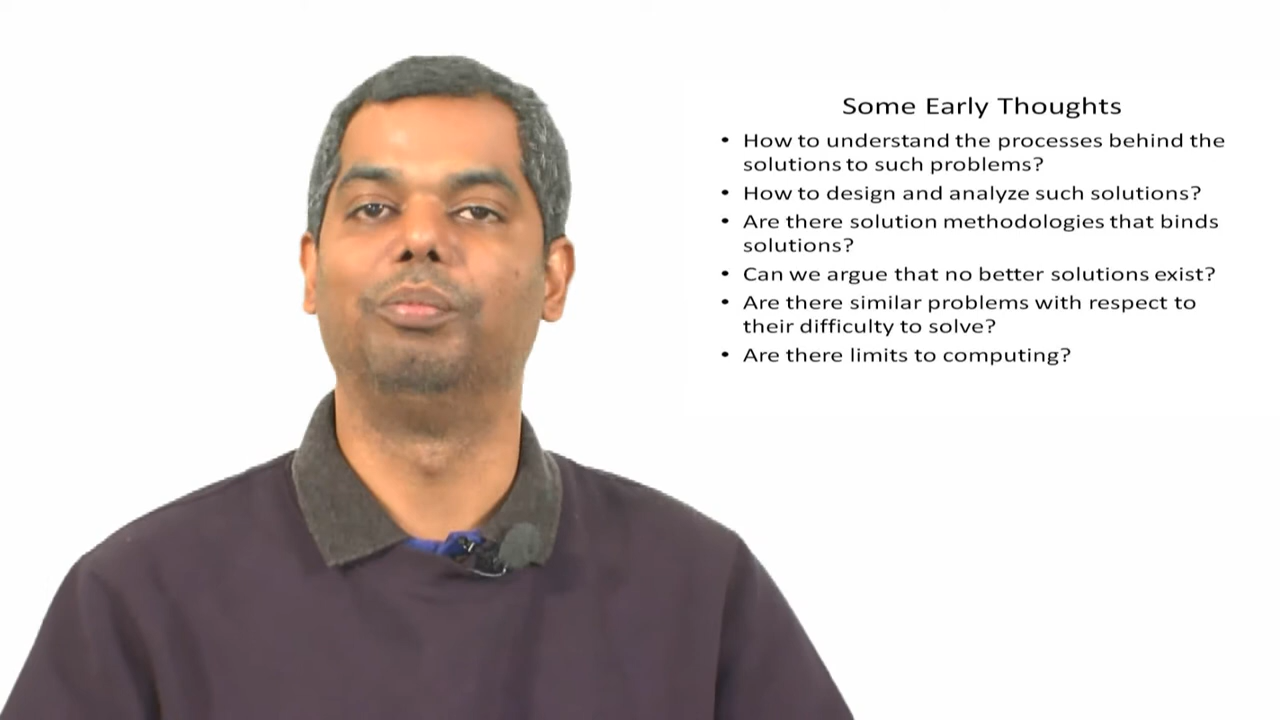 Some Early Thoughts
• How to understand the processes behind the
solutions to such problems?
• How to design and analyze such solutions?
• Are there solution methodologies that binds
solutions?
• Can we argue that no better solutions exist?
• Are there similar problems with respect to
their difficulty to solve?
• Are there limits to computing?